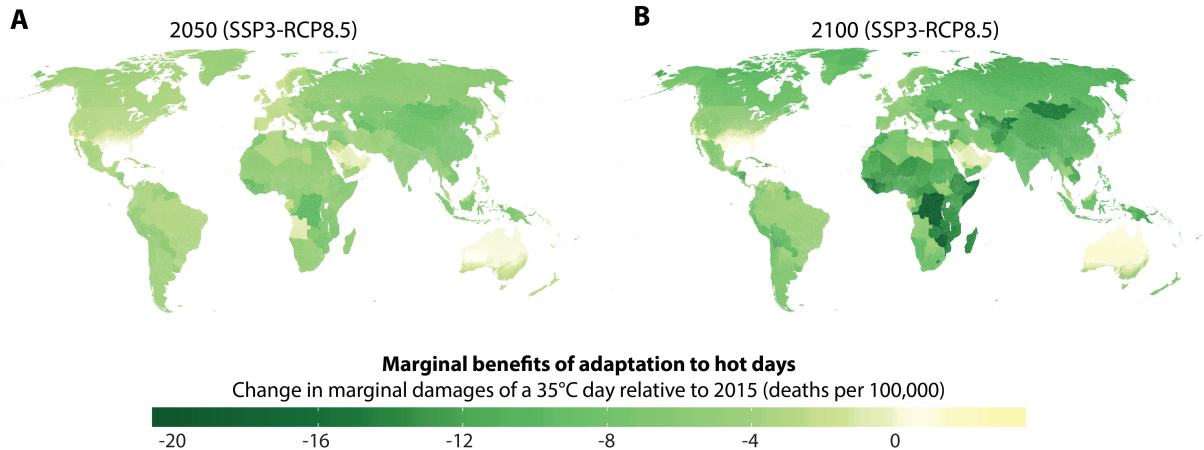 A
2050 (SSP3-RCP8.5)
B
2100 (SSP3-RCP8.5)
Marginal benefits of adaptation to hot days
Change in marginal damages of a 35°C day relative to 2015 (deaths per 100,000)
-20 -16 -12 -8 -4 0